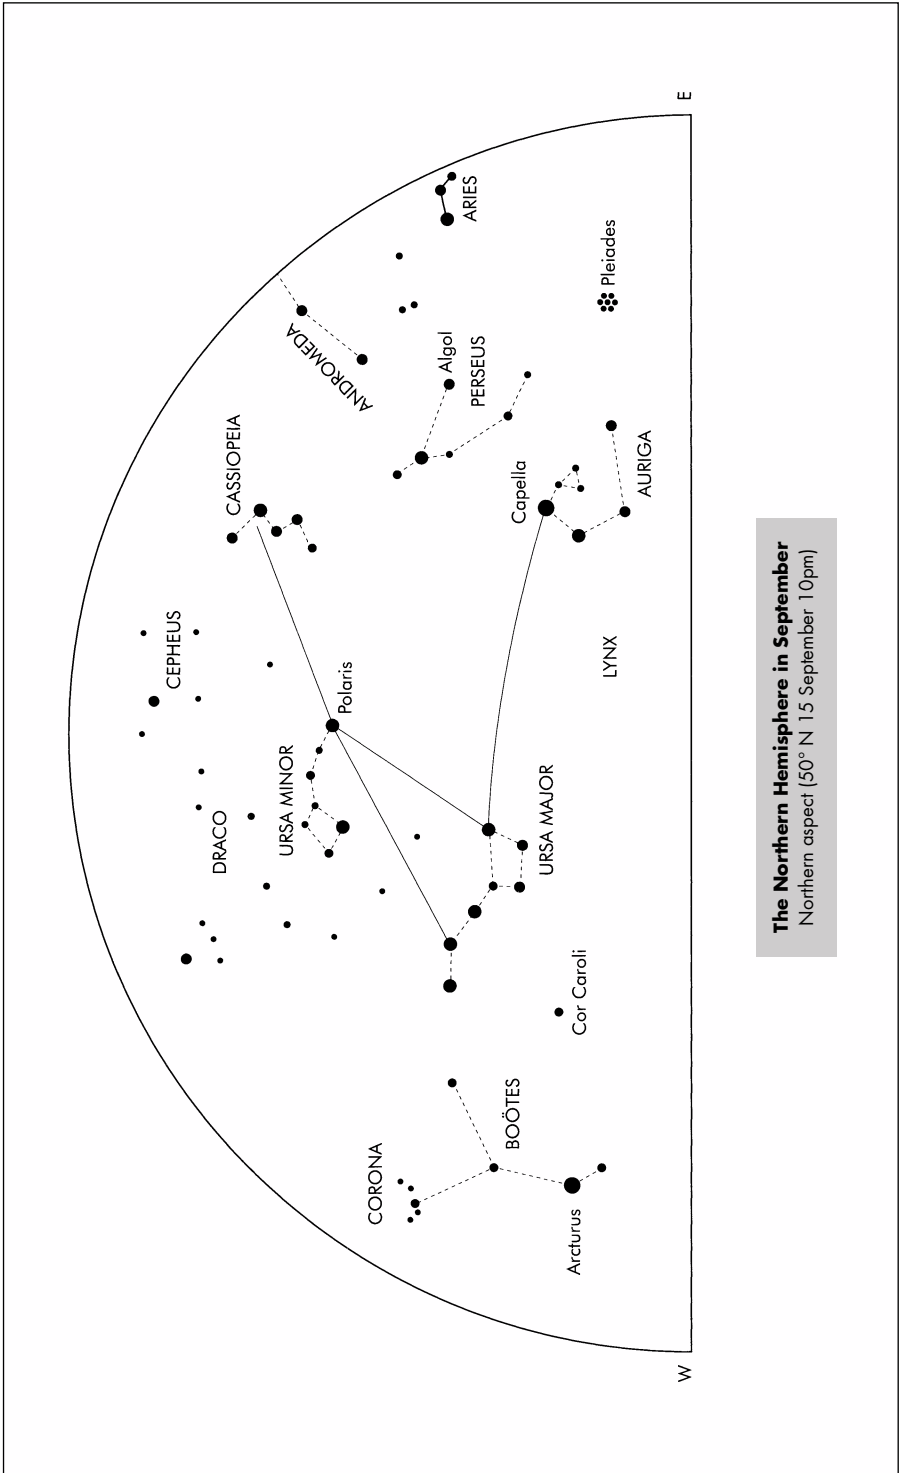 CEPHEUS
DRACO
CASSIOPEIA
ANDROMEDA
URSA MINOR
Polaris
CORONA
Algol
PERSEUS
ARIES
BOÖTES
URSA MAJOR
Capella
Cor Caroli
Arcturus
LYNX
AURIGA
Pleiades
W
E
The Northern Hemisphere in September
Northern aspect (50° N 15 September 10pm)